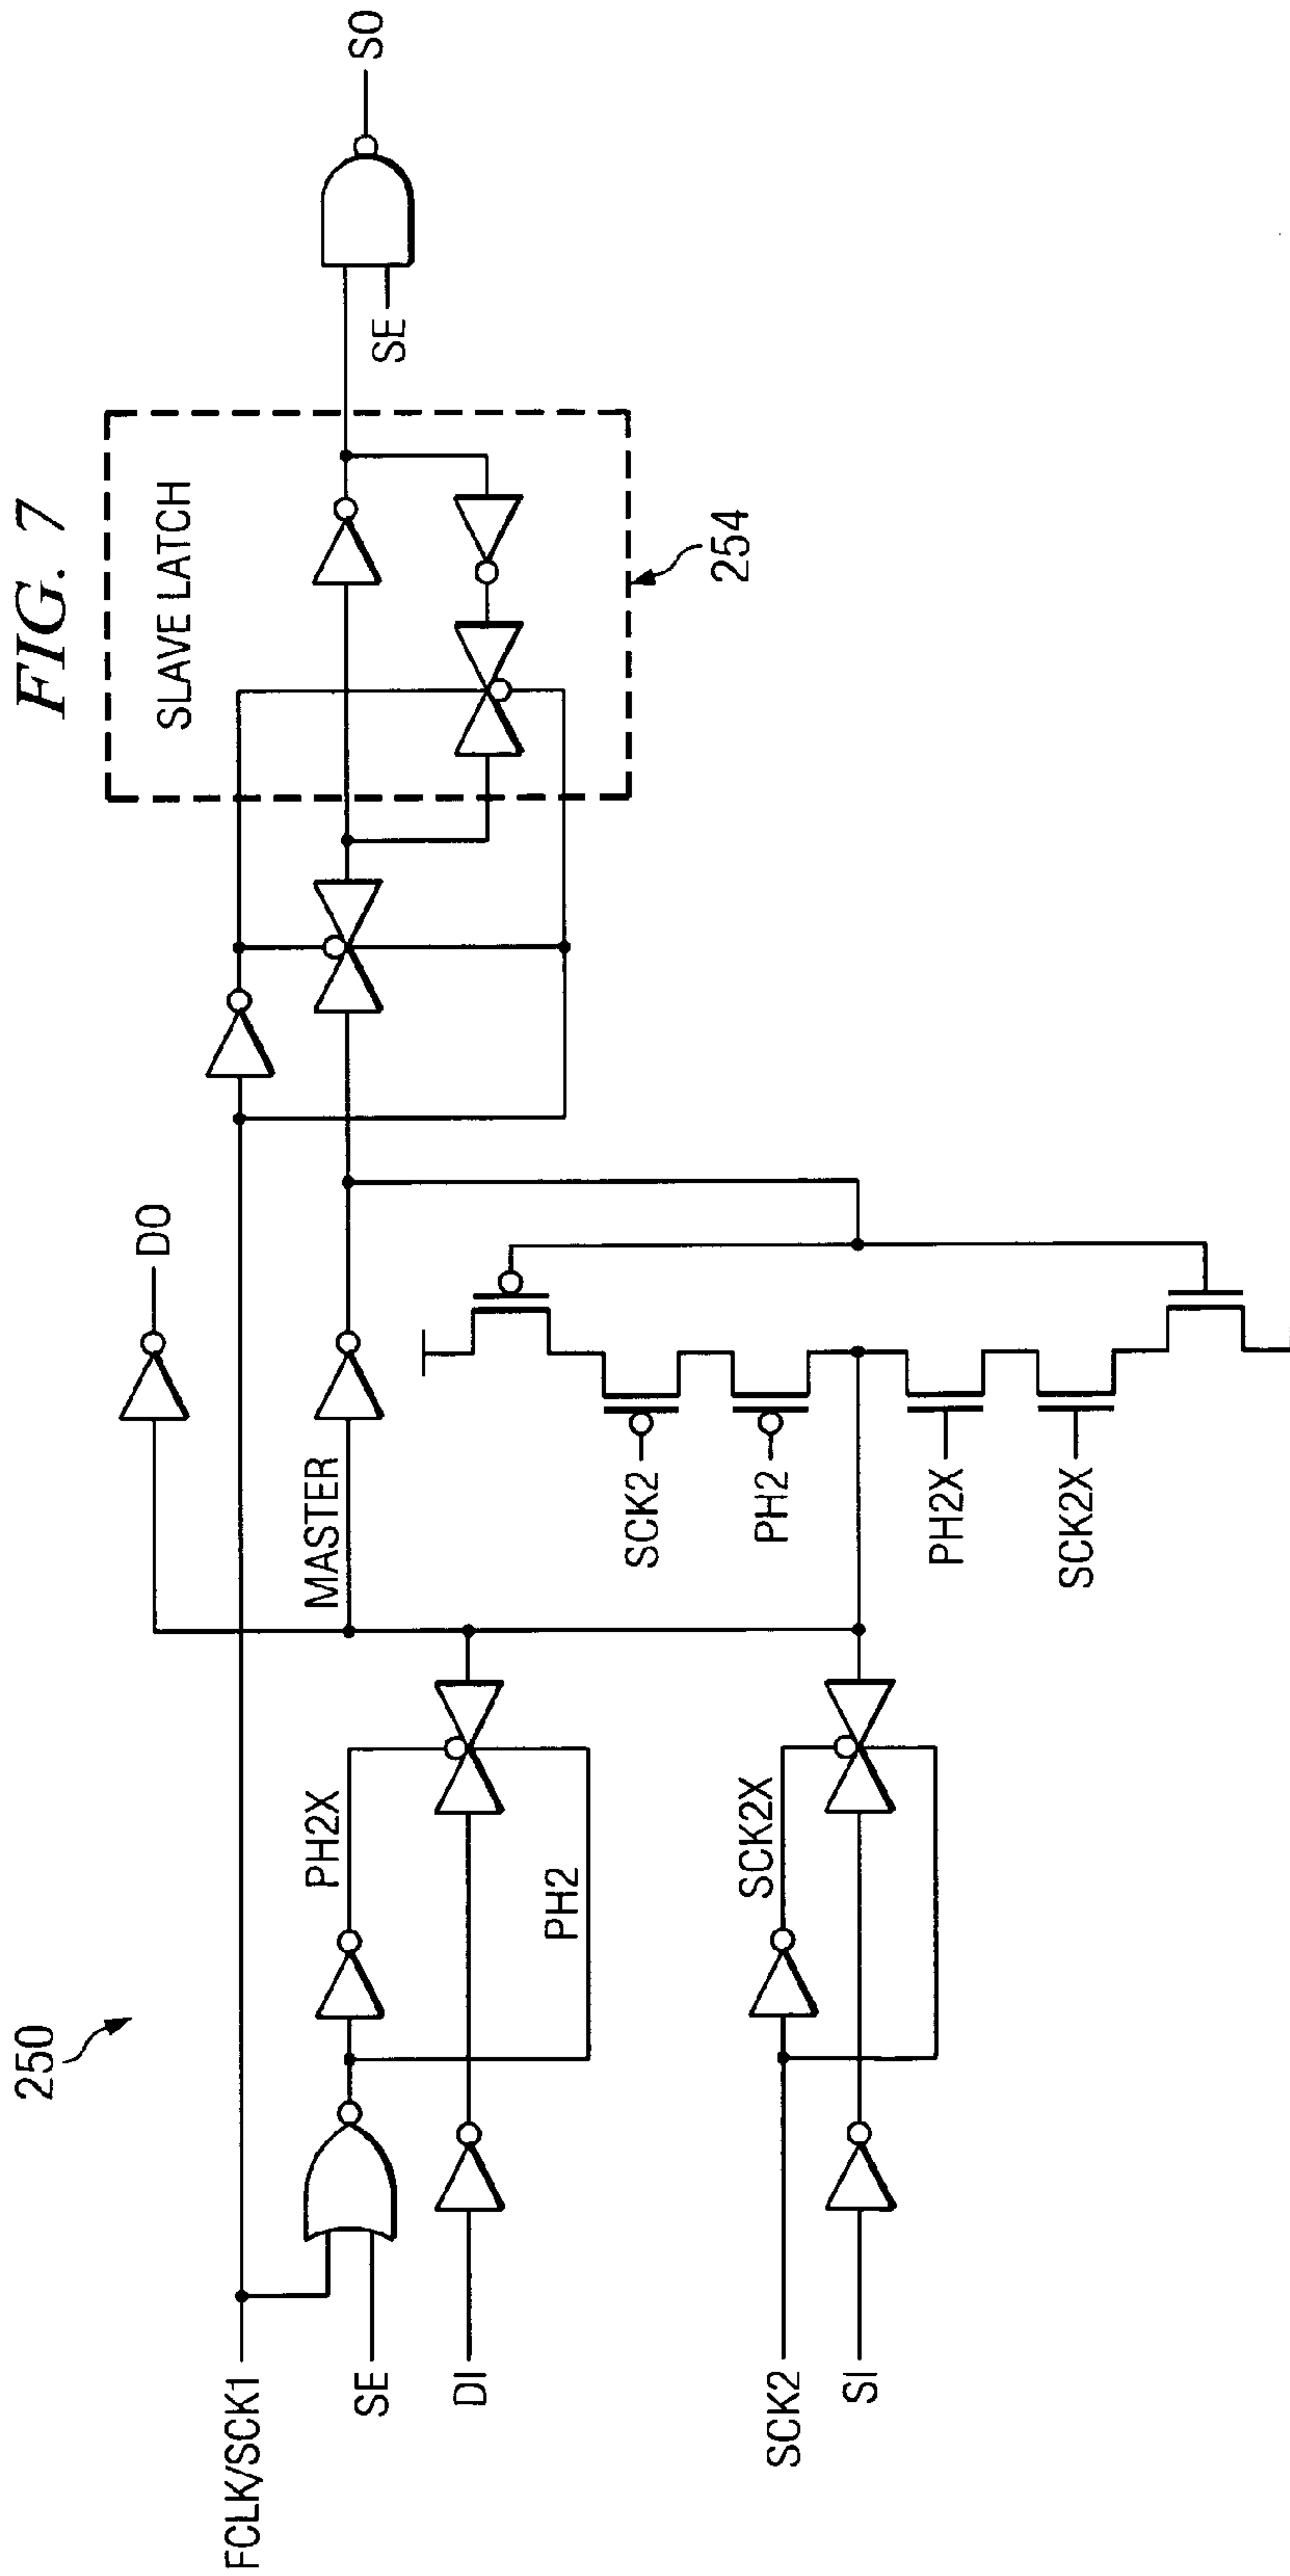 FIG. 7
250
FCLK/SCK1
SE
DI
SCK2
SI
PH2X
PH2
SCK2X
MASTER
DO
SCK2
PH2
PH2X
SCK2X
SLAVE LATCH
254
SE
SO